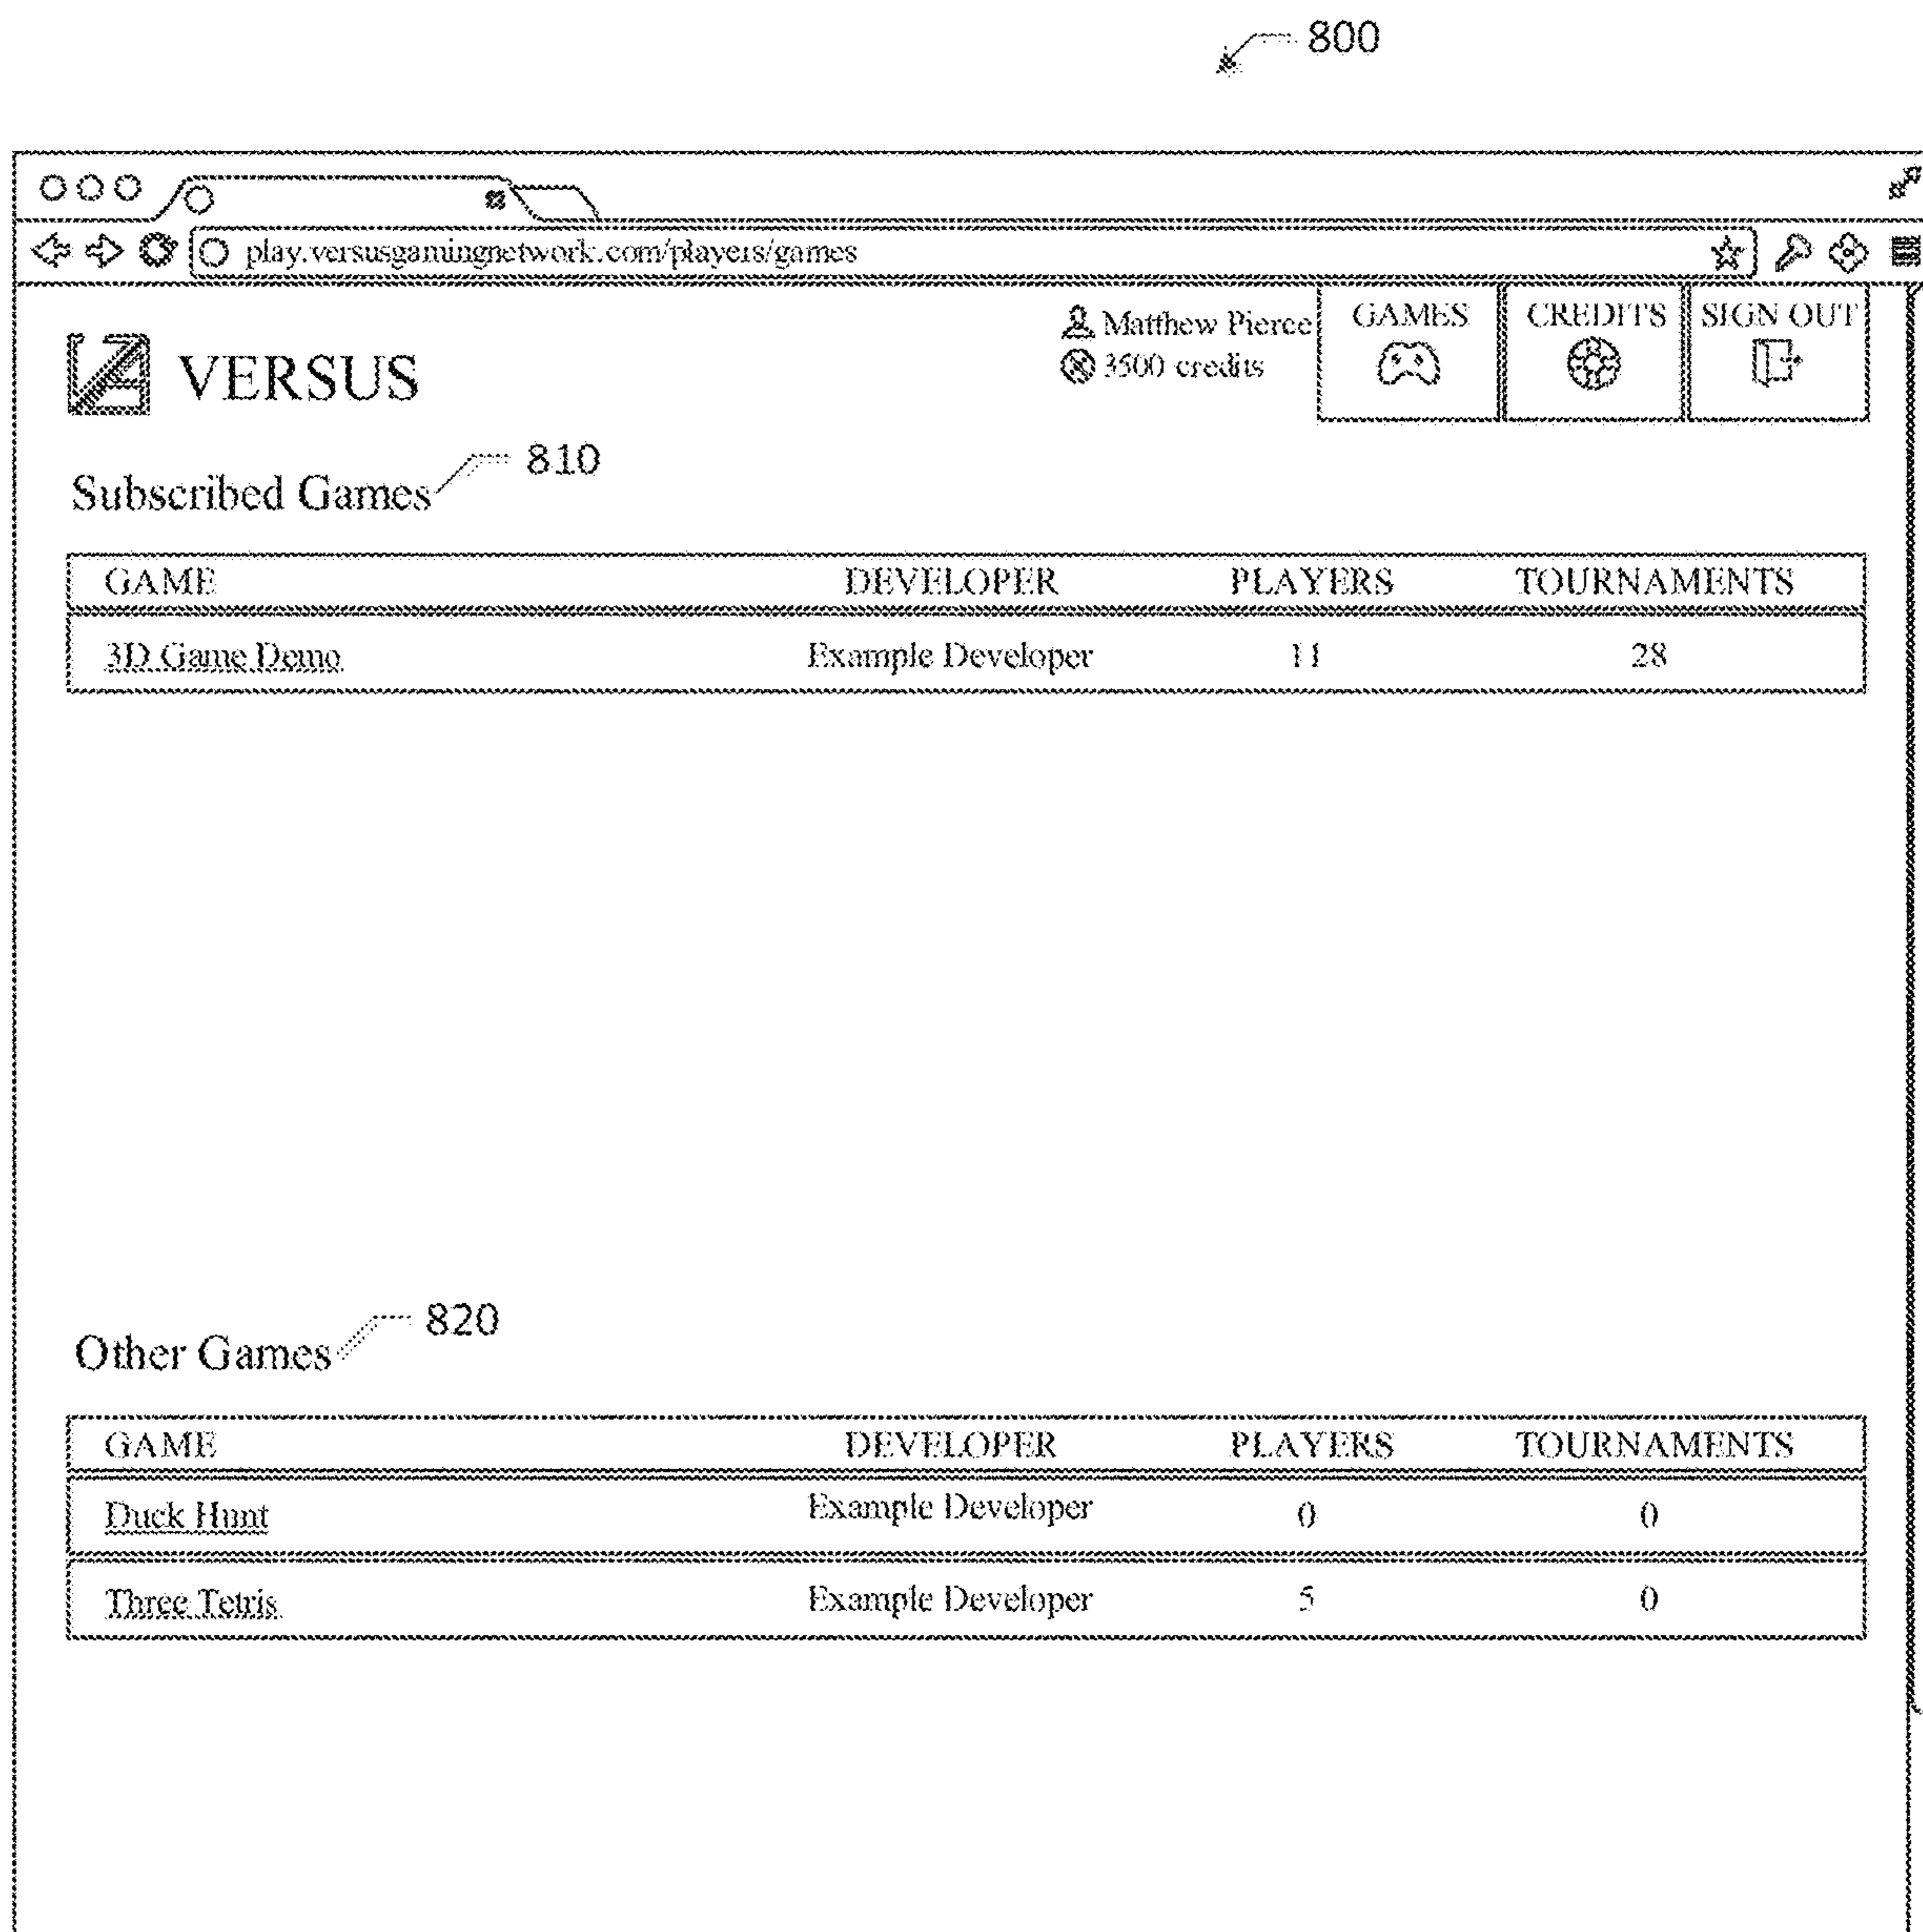 800
play.versusgamingnetwork.com/players/games
VERSUS
Matthew Pierce
3500 credits
GAMES
CREDITS
SIGN OUT
810
Subscribed Games
GAME DEVELOPER PLAYERS TOURNAMENTS
3D Game Demo Example Developer 11 28
820
Other Games
GAME DEVELOPER PLAYERS TOURNAMENTS
Duck Hunt Example Developer 0 0
Three Tetris Example Developer 5 0